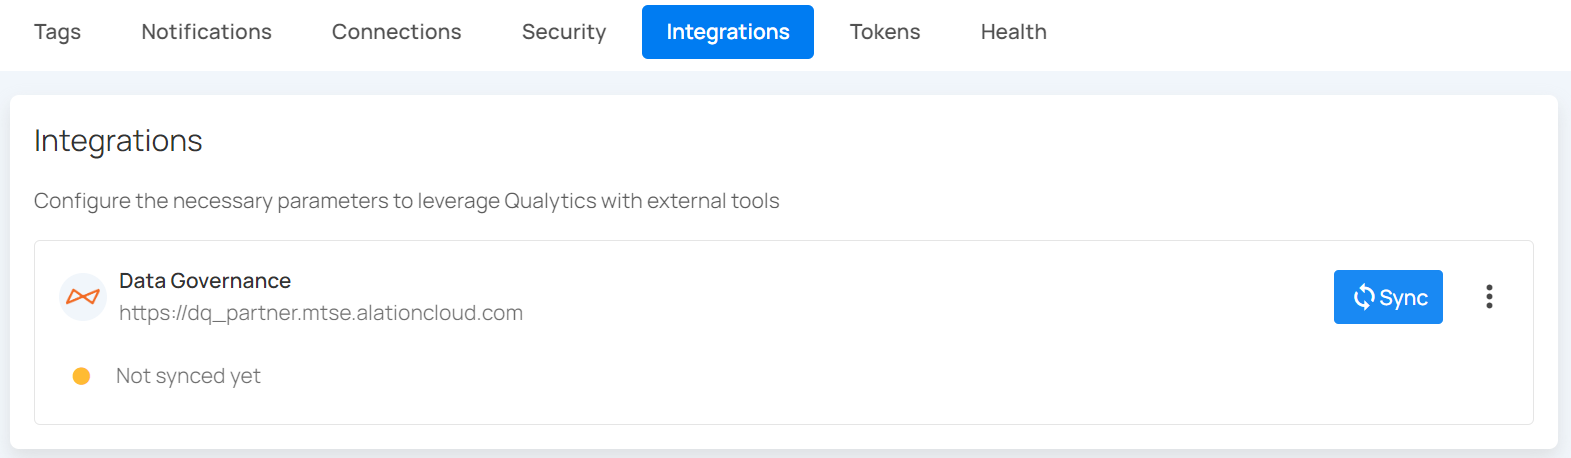 Tags Notifications Connections Security Integrations Tokens Health
Integrations
Configure the necessary parameters to leverage Qualytics with external tools
Data Governance
https://dq_partner.mtse.alationcloud.com
Sync
Not synced yet